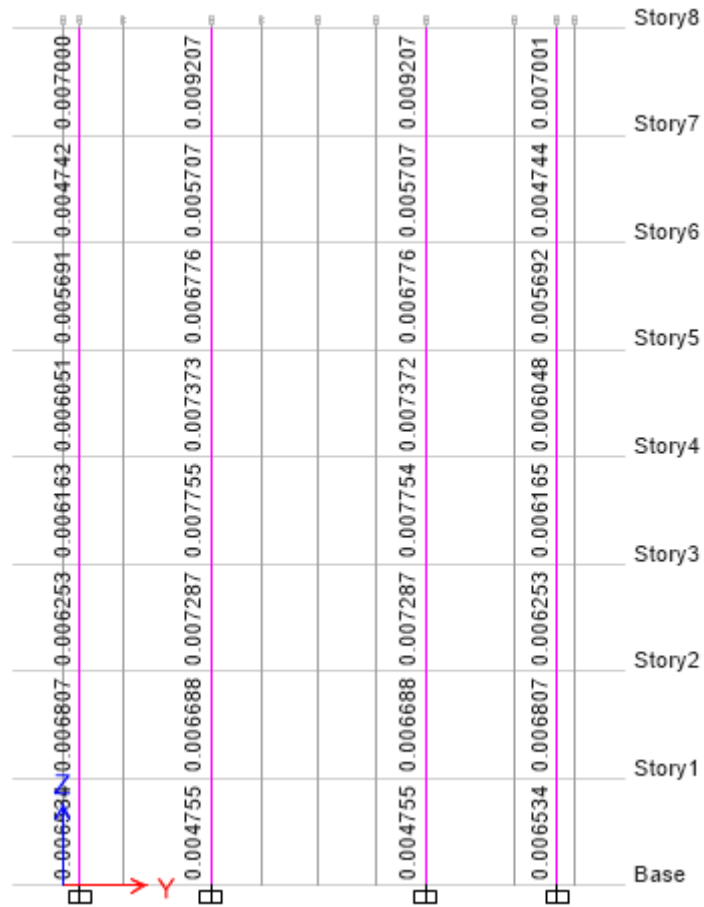 Story8
0.007000 0.009207 0.009207 0.007001
Story7
0.004742 0.005707 0.005707 0.004744
Story6
0.005691 0.006776 0.006776 0.005692
Story5
0.006051 0.007373 0.007372 0.006048
Story4
0.006163 0.007755 0.007754 0.006165
Story3
0.006253 0.007287 0.007287 0.006253
Story2
0.006807 0.006688 0.006688 0.006807
Story1
Z
0.006534 0.004755 0.004755 0.006534
Base
Y